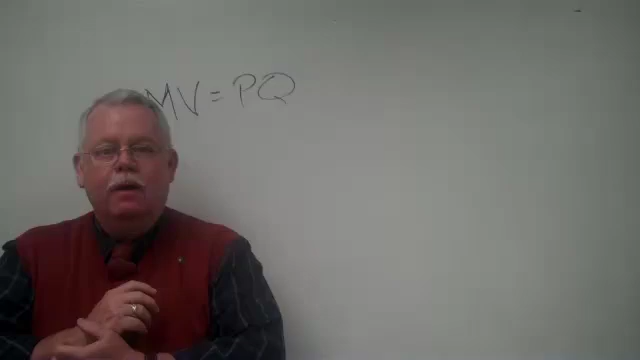 MV = PQ